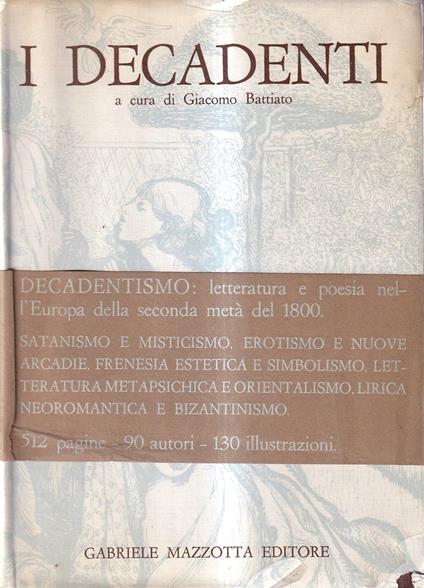 I DECADENTI
a cura di Giacomo Battiato
DECADENTISMO: letteratura e poesia nel-
l'Europa della seconda metà del 1800.
SATANISMO E MISTICISMO, EROTISMO E NUOVE
ARCADIE, FRENESIA ESTETICA E SIMBOLISMO, LET-
TERATURA METAPSICHICA E ORIENTALISMO, LIRICA
NEOROMANTICA E BIZANTINISMO.
512 pagine - 90 autori - 130 illustrazioni.
GABRIELE MAZZOTTA EDITORE